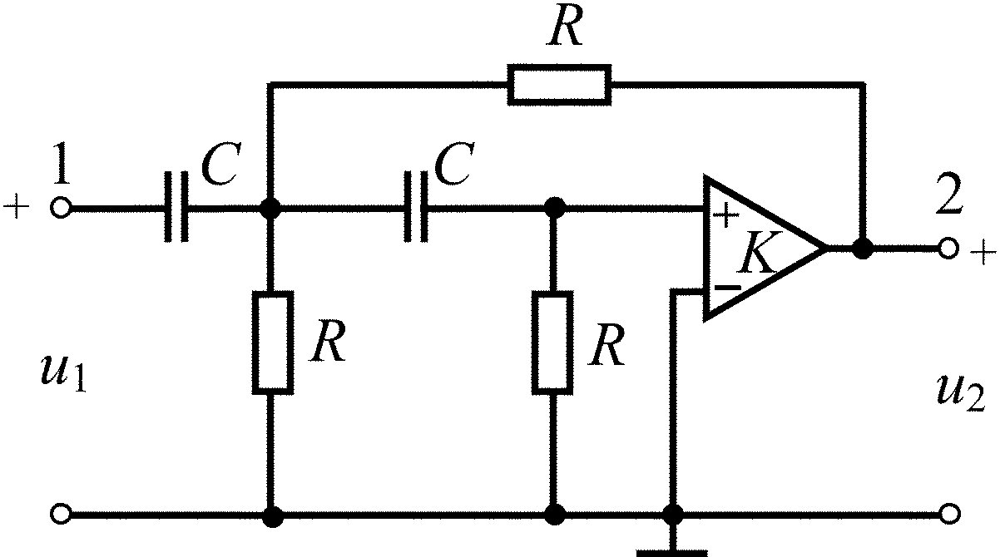 R
1 C C 2
+ + K +
−
R R
u1 u2